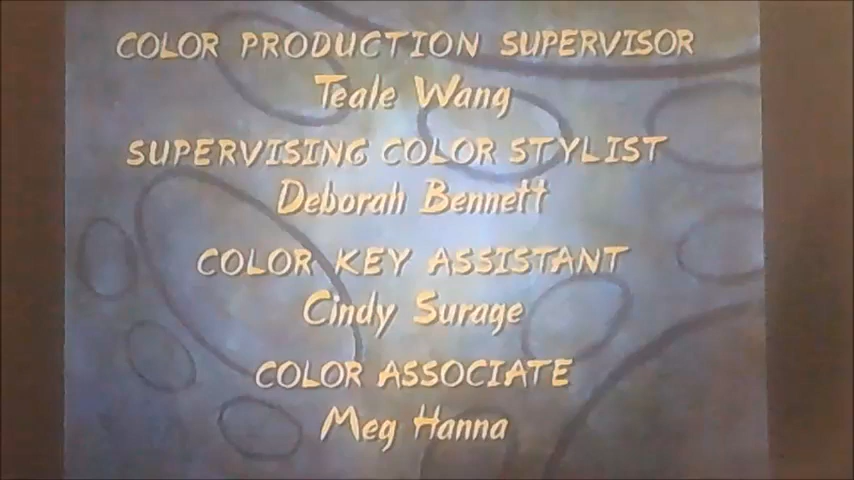 COLOR PRODUCTION SUPERVISOR
Teale Wang
SUPERVISING COLOR STYLIST
Deborah Bennett
COLOR KEY ASSISTANT
Cindy Surage
COLOR ASSOCIATE
Meg Hanna